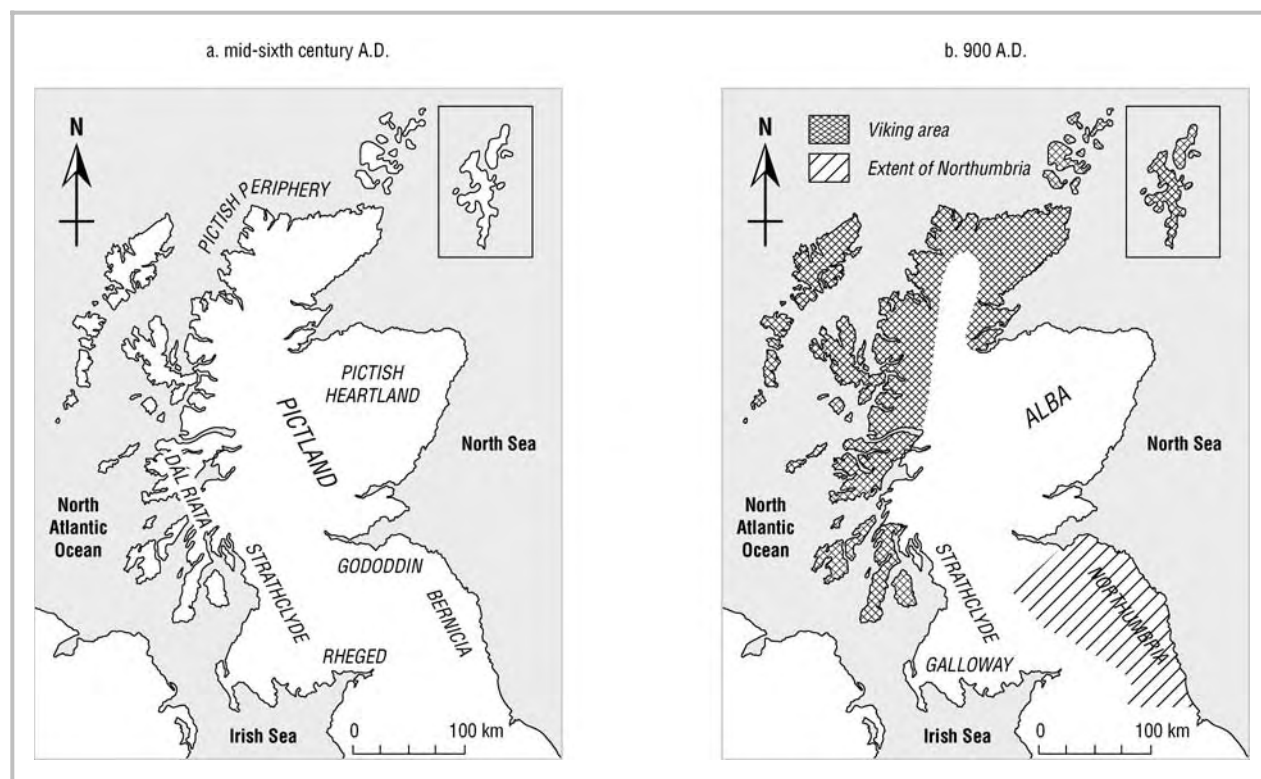 a. mid-sixth century A.D.
N
PICTISH PERIPHERY
PICTISH
HEARTLAND
PICTLAND
North Sea
DAL RIATA
North
Atlantic
Ocean
STRATHCLYDE
GODODDIN
BERNICIA
RHEGED
Irish Sea
0 100 km
b. 900 A.D.
N
Viking area
Extent of Northumbria
ALBA
North Sea
North
Atlantic
Ocean
STRATHCLYDE
NORTHUMBRIA
GALLOWAY
Irish Sea
0 100 km